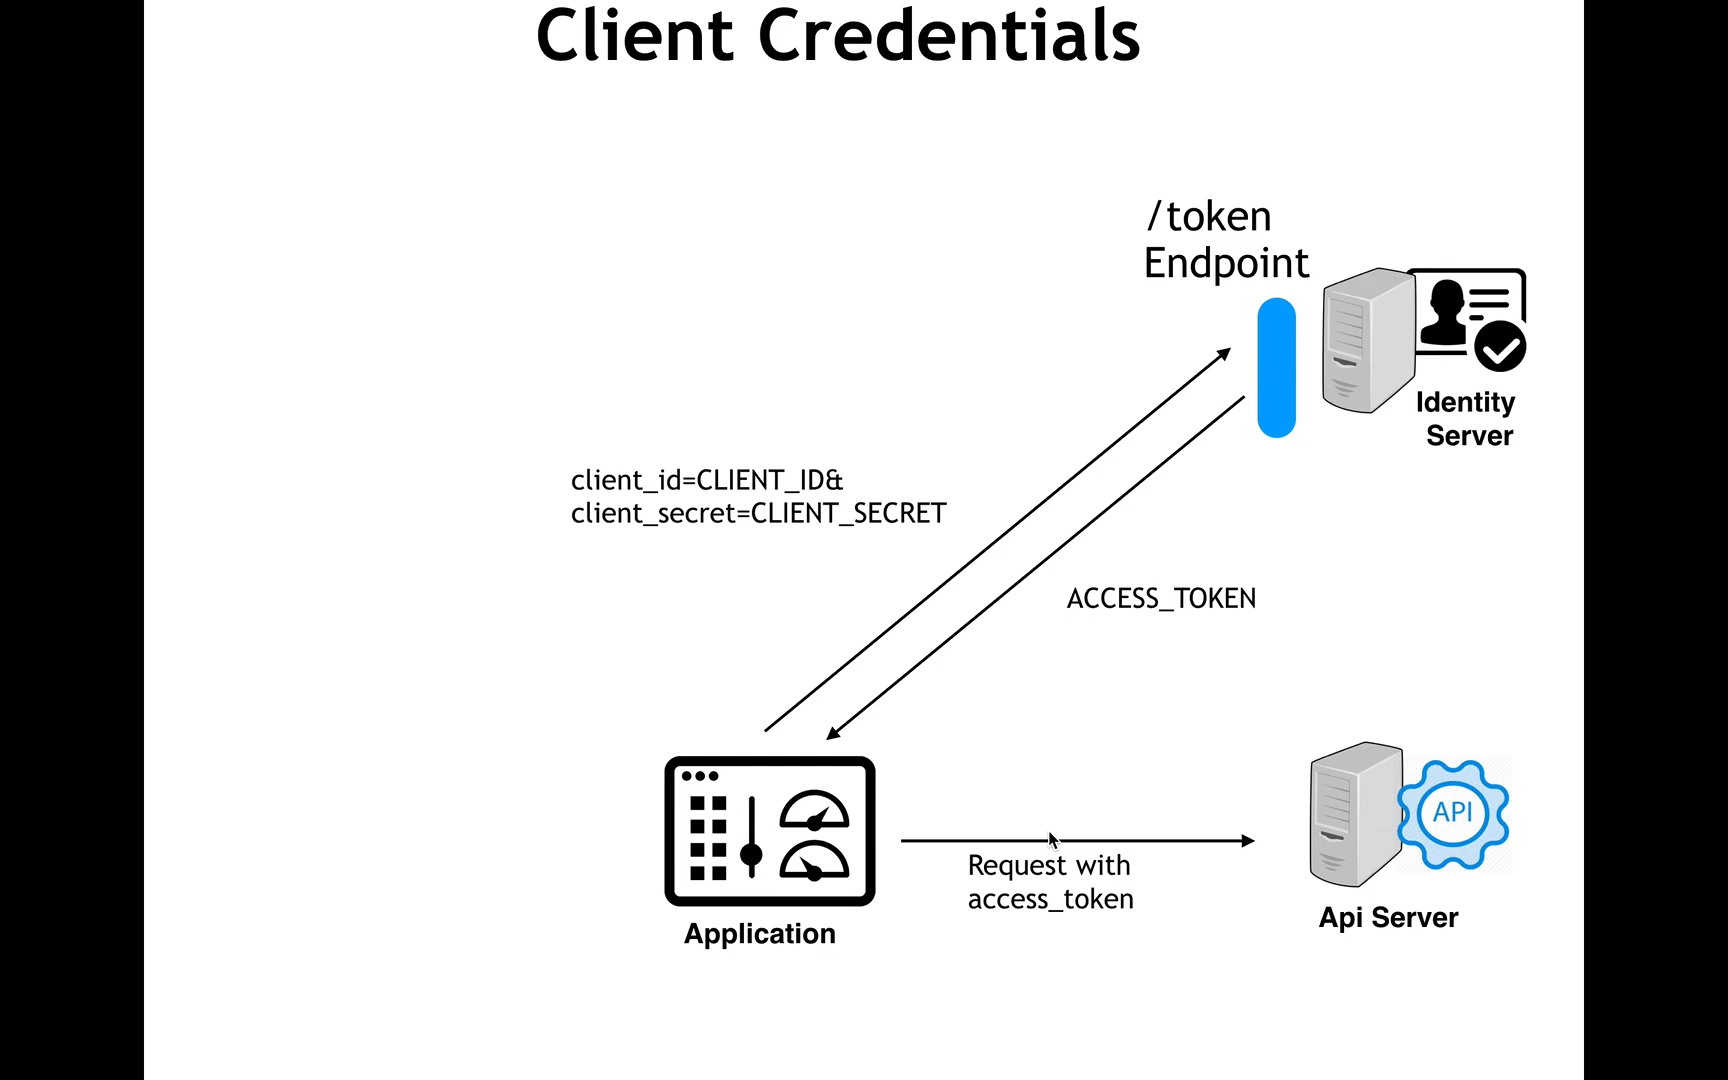 Client Credentials
/token
Endpoint
Identity
Server
client_id=CLIENT_ID&
client_secret=CLIENT_SECRET
ACCESS_TOKEN
API
Request with
access_token
Application
Api Server